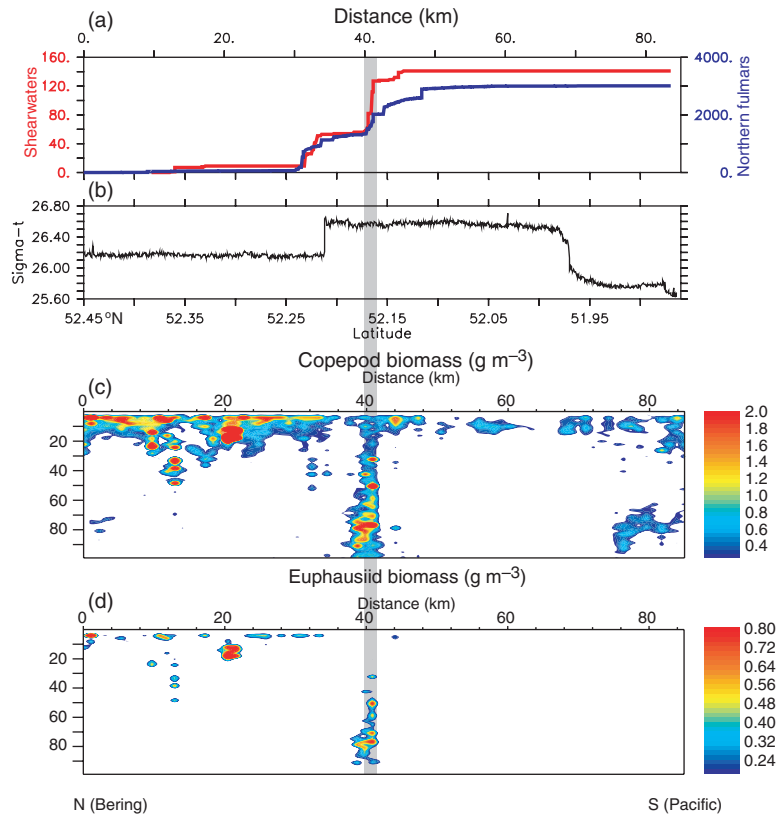 (a)
Distance (km)
0. 20. 40. 60. 80.
160.
120.
80.
40.
0.
Shearwaters
4000.
2000.
0.
Northern fulmars
(b)
26.80
26.40
26.00
25.60
Sigma-t
52.45°N 52.35 52.25 52.15 52.05 51.95
Latitude
Copepod biomass (g m⁻³)
(c)
Distance (km)
0 20 40 60 80
20
40
60
80
2.0
1.8
1.6
1.4
1.2
1.0
0.8
0.6
0.4
Euphausiid biomass (g m⁻³)
(d)
Distance (km)
0 20 40 60 80
20
40
60
80
0.80
0.72
0.64
0.56
0.48
0.40
0.32
0.24
N (Bering) S (Pacific)